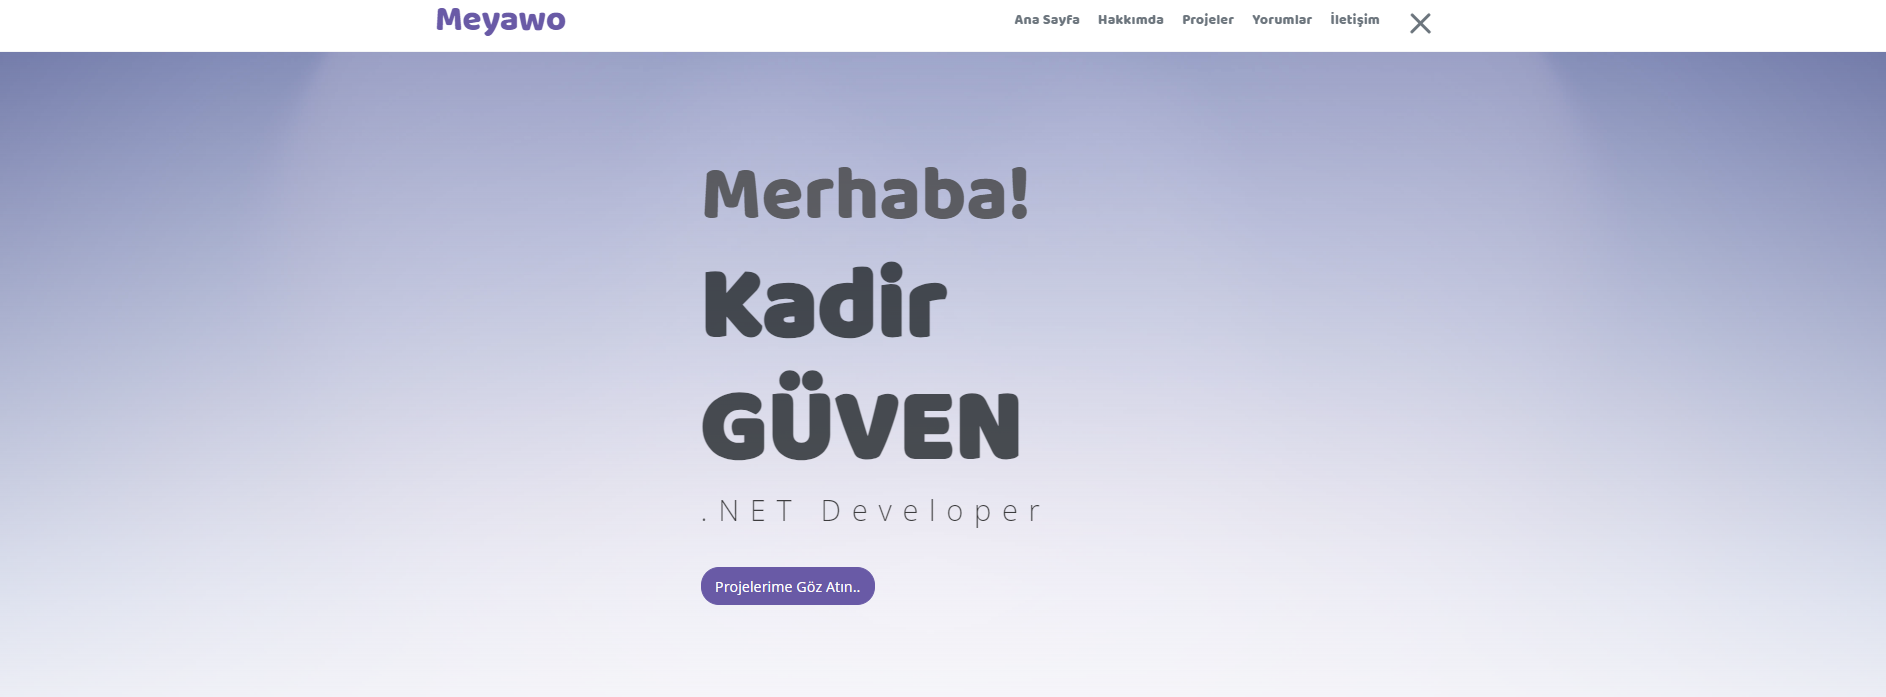 Meyawo
Ana Sayfa Hakkımda Projeler Yorumlar İletişim
Merhaba!
Kadir
GÜVEN
.NET Developer
Projelerime Göz Atın..